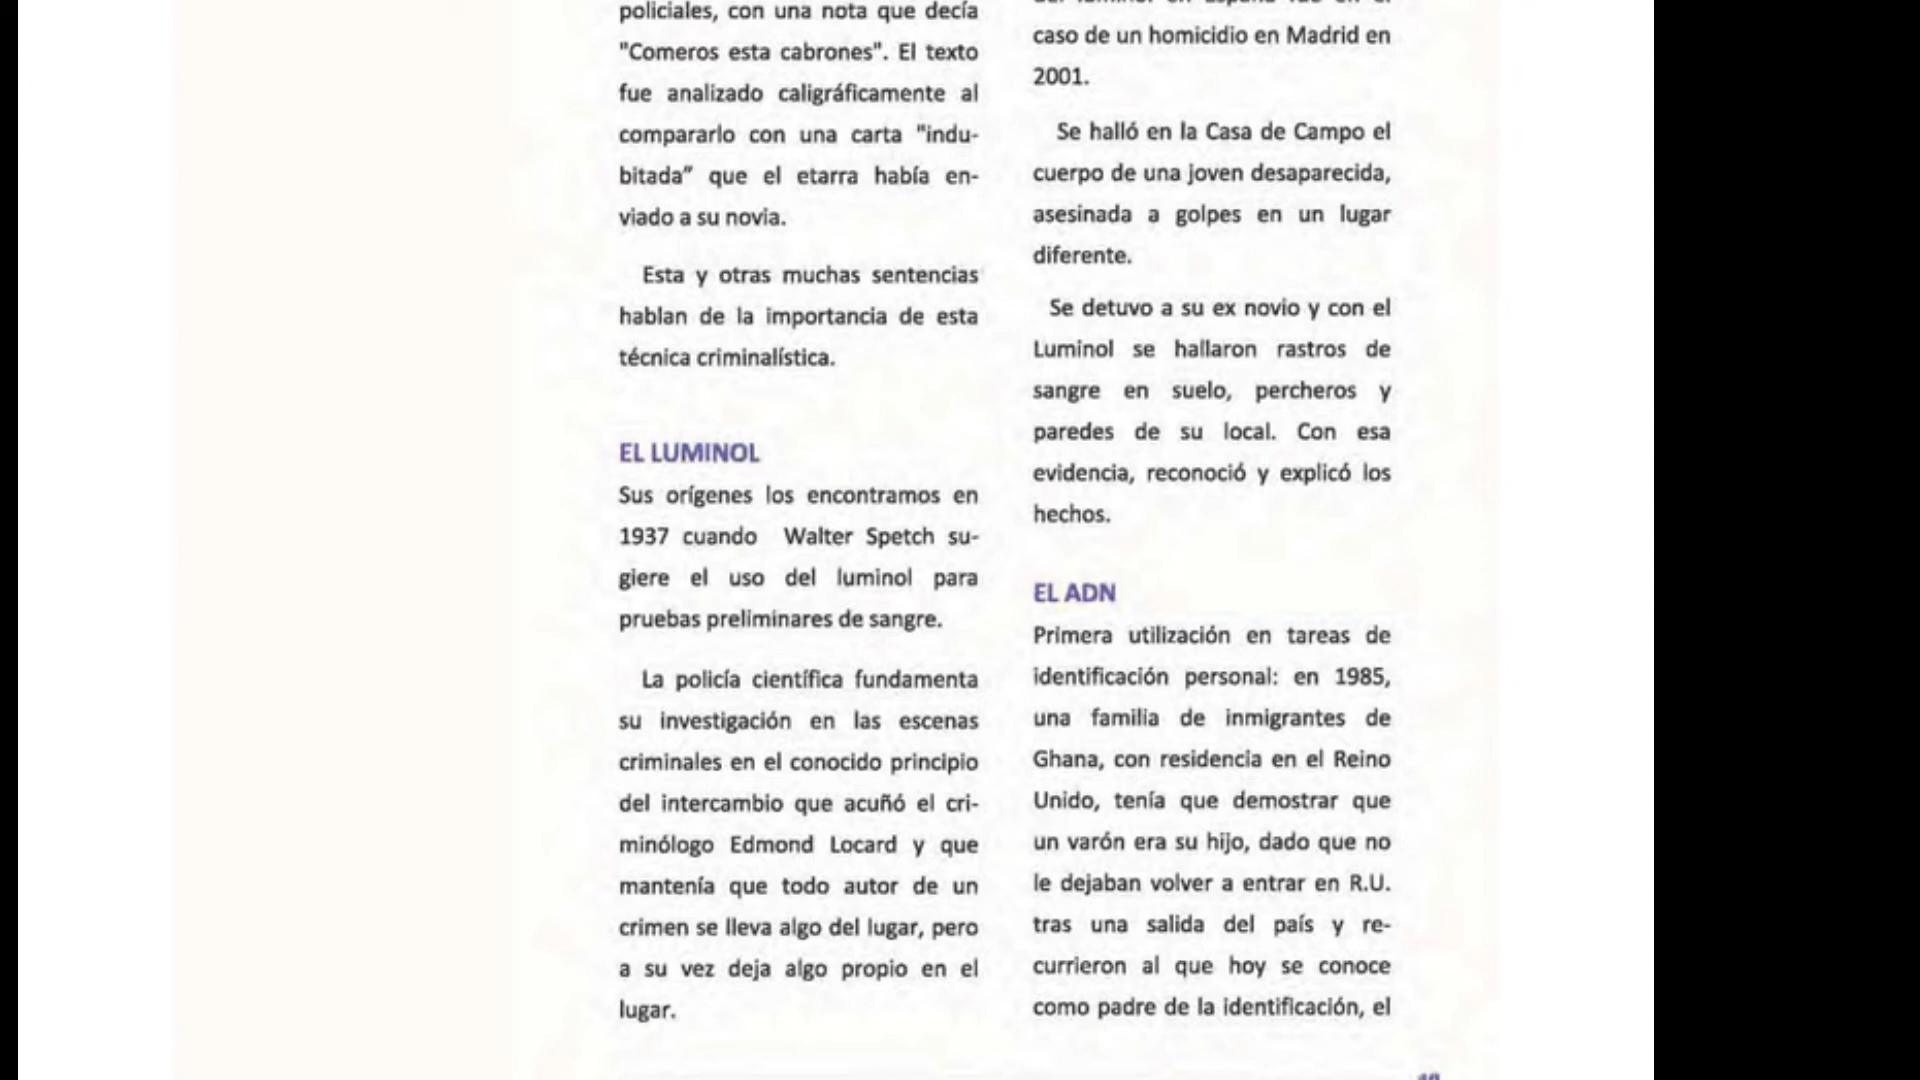 policiales, con una nota que decía
"Comeros esta cabrones". El texto
fue analizado caligráficamente al
compararlo con una carta "indu-
bitada" que el etarra había en-
viado a su novia.
Esta y otras muchas sentencias
hablan de la importancia de esta
técnica criminalística.
EL LUMINOL
Sus orígenes los encontramos en
1937 cuando Walter Spetch su-
giere el uso del luminol para
pruebas preliminares de sangre.
La policía científica fundamenta
su investigación en las escenas
criminales en el conocido principio
del intercambio que acuñó el cri-
minólogo Edmond Locard y que
mantenía que todo autor de un
crimen se lleva algo del lugar, pero
a su vez deja algo propio en el
lugar.
caso de un homicidio en Madrid en
2001.
Se halló en la Casa de Campo el
cuerpo de una joven desaparecida,
asesinada a golpes en un lugar
diferente.
Se detuvo a su ex novio y con el
Luminol se hallaron rastros de
sangre en suelo, percheros y
paredes de su local. Con esa
evidencia, reconoció y explicó los
hechos.
EL ADN
Primera utilización en tareas de
identificación personal: en 1985,
una familia de inmigrantes de
Ghana, con residencia en el Reino
Unido, tenía que demostrar que
un varón era su hijo, dado que no
le dejaban volver a entrar en R.U.
tras una salida del país y re-
currieron al que hoy se conoce
como padre de la identificación, el